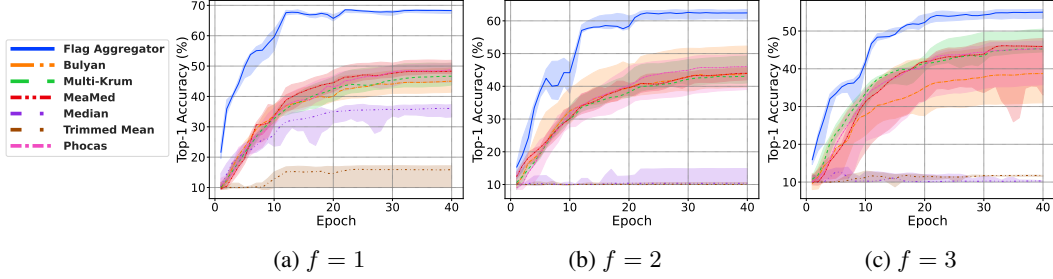 Flag Aggregator
Bulyan
Multi-Krum
MeaMed
Median
Trimmed Mean
Phocas
Top-1 Accuracy (%)
70
60
50
40
30
20
10
0 10 20 30 40
Epoch
(a) f = 1
Top-1 Accuracy (%)
60
50
40
30
20
10
0 10 20 30 40
Epoch
(b) f = 2
Top-1 Accuracy (%)
50
40
30
20
10
0 10 20 30 40
Epoch
(c) f = 3